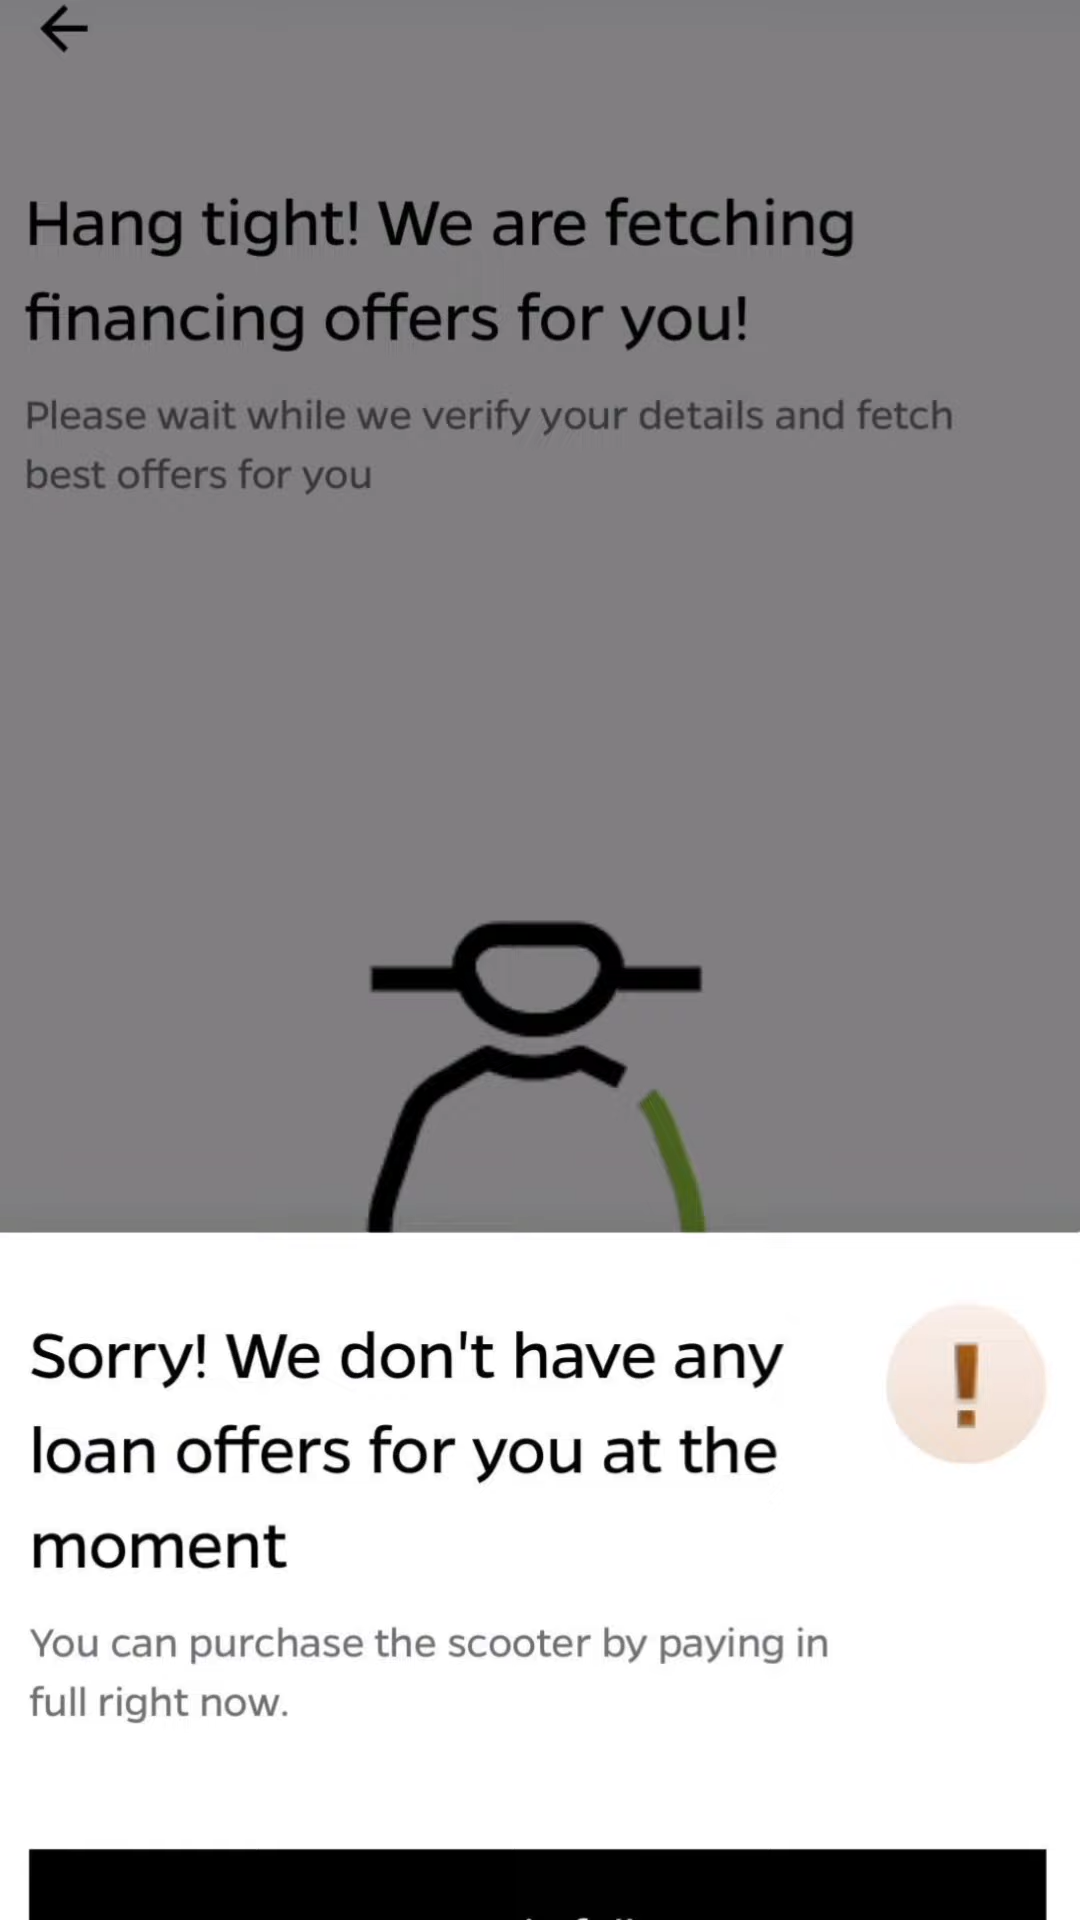 Hang tight! We are fetching
financing offers for you!
Please wait while we verify your details and fetch
best offers for you
Sorry! We don't have any
loan offers for you at the
moment
You can purchase the scooter by paying in
full right now.